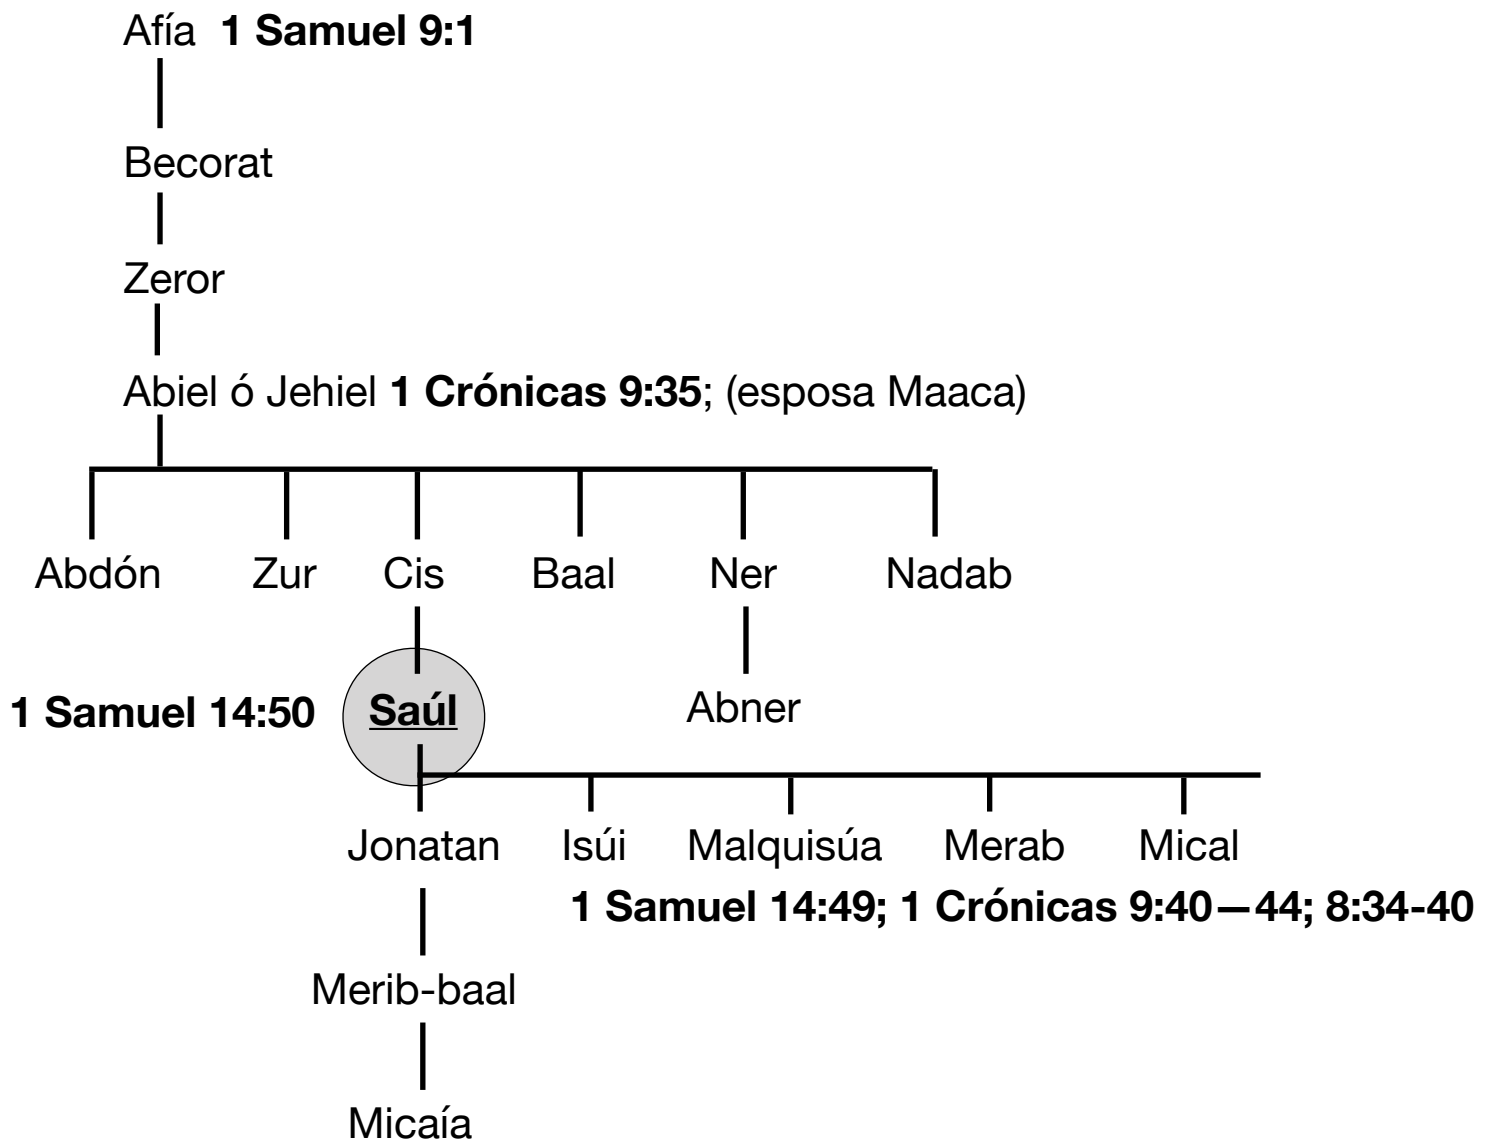 Afía 1 Samuel 9:1
Becorat
Zeror
Abiel ó Jehiel 1 Crónicas 9:35; (esposa Maaca)
Abdón Zur Cis Baal Ner Nadab
1 Samuel 14:50 Saúl Abner
Jonatan Isúi Malquisúa Merab Mical
1 Samuel 14:49; 1 Crónicas 9:40—44; 8:34-40
Merib-baal
Micaía